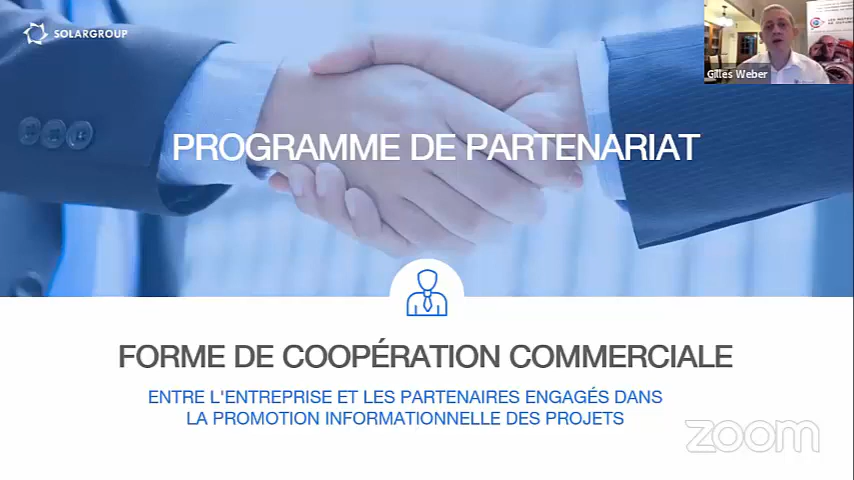 SOLARGROUP
Gilles Weber
PROGRAMME DE PARTENARIAT
FORME DE COOPÉRATION COMMERCIALE
ENTRE L'ENTREPRISE ET LES PARTENAIRES ENGAGÉS DANS
LA PROMOTION INFORMATIONNELLE DES PROJETS
zoom